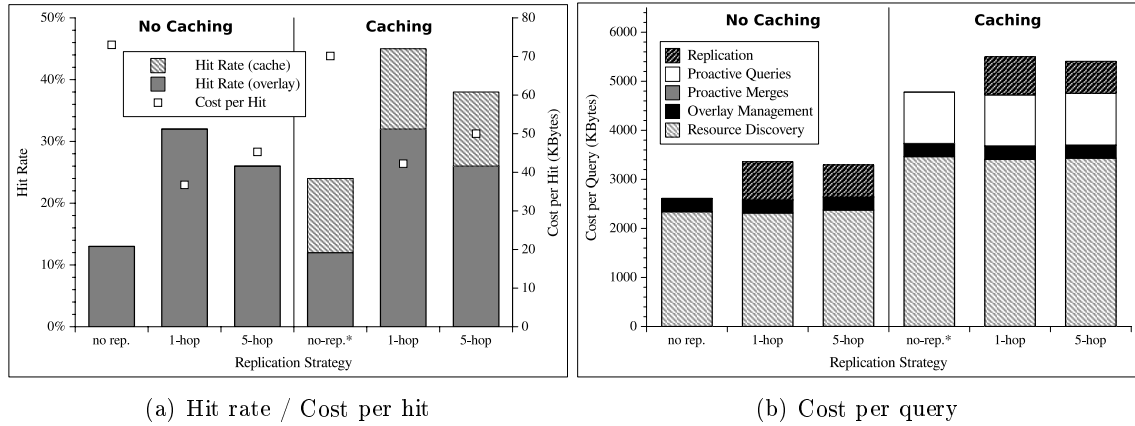 No Caching
Caching
50%
40%
30%
20%
10%
0%
Hit Rate
Hit Rate (cache)
Hit Rate (overlay)
Cost per Hit
80
70
60
50
40
30
20
10
0
Cost per Hit (KBytes)
no rep.
1-hop
5-hop
no-rep.*
1-hop
5-hop
Replication Strategy
(a) Hit rate / Cost per hit
No Caching
Caching
6000
5000
4000
3000
2000
1000
0
Cost per Query (KBytes)
Replication
Proactive Queries
Proactive Merges
Overlay Management
Resource Discovery
no rep.
1-hop
5-hop
no-rep.*
1-hop
5-hop
Replication Strategy
(b) Cost per query